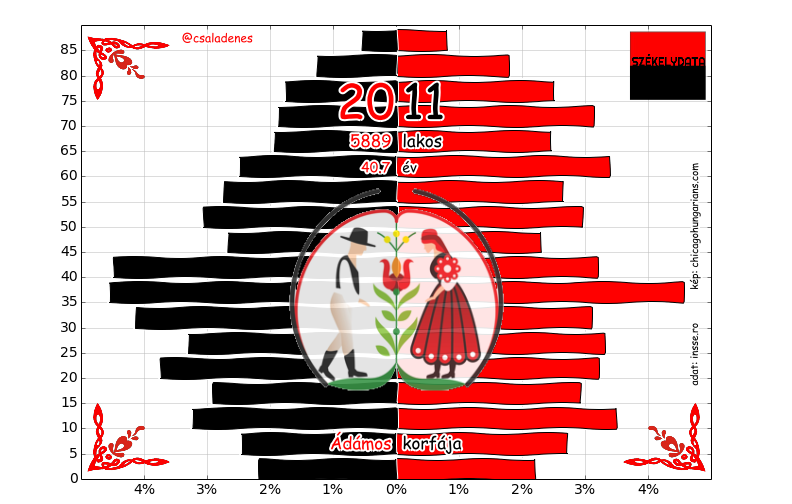 @csaladenes
SZÉKELYDATA
2011
5889 lakos
40.7 év
kép: chicagohungarians.com
adat: insse.ro
Ádámos korfája
85
80
75
70
65
60
55
50
45
40
35
30
25
20
15
10
5
0
4% 3% 2% 1% 0% 1% 2% 3% 4%